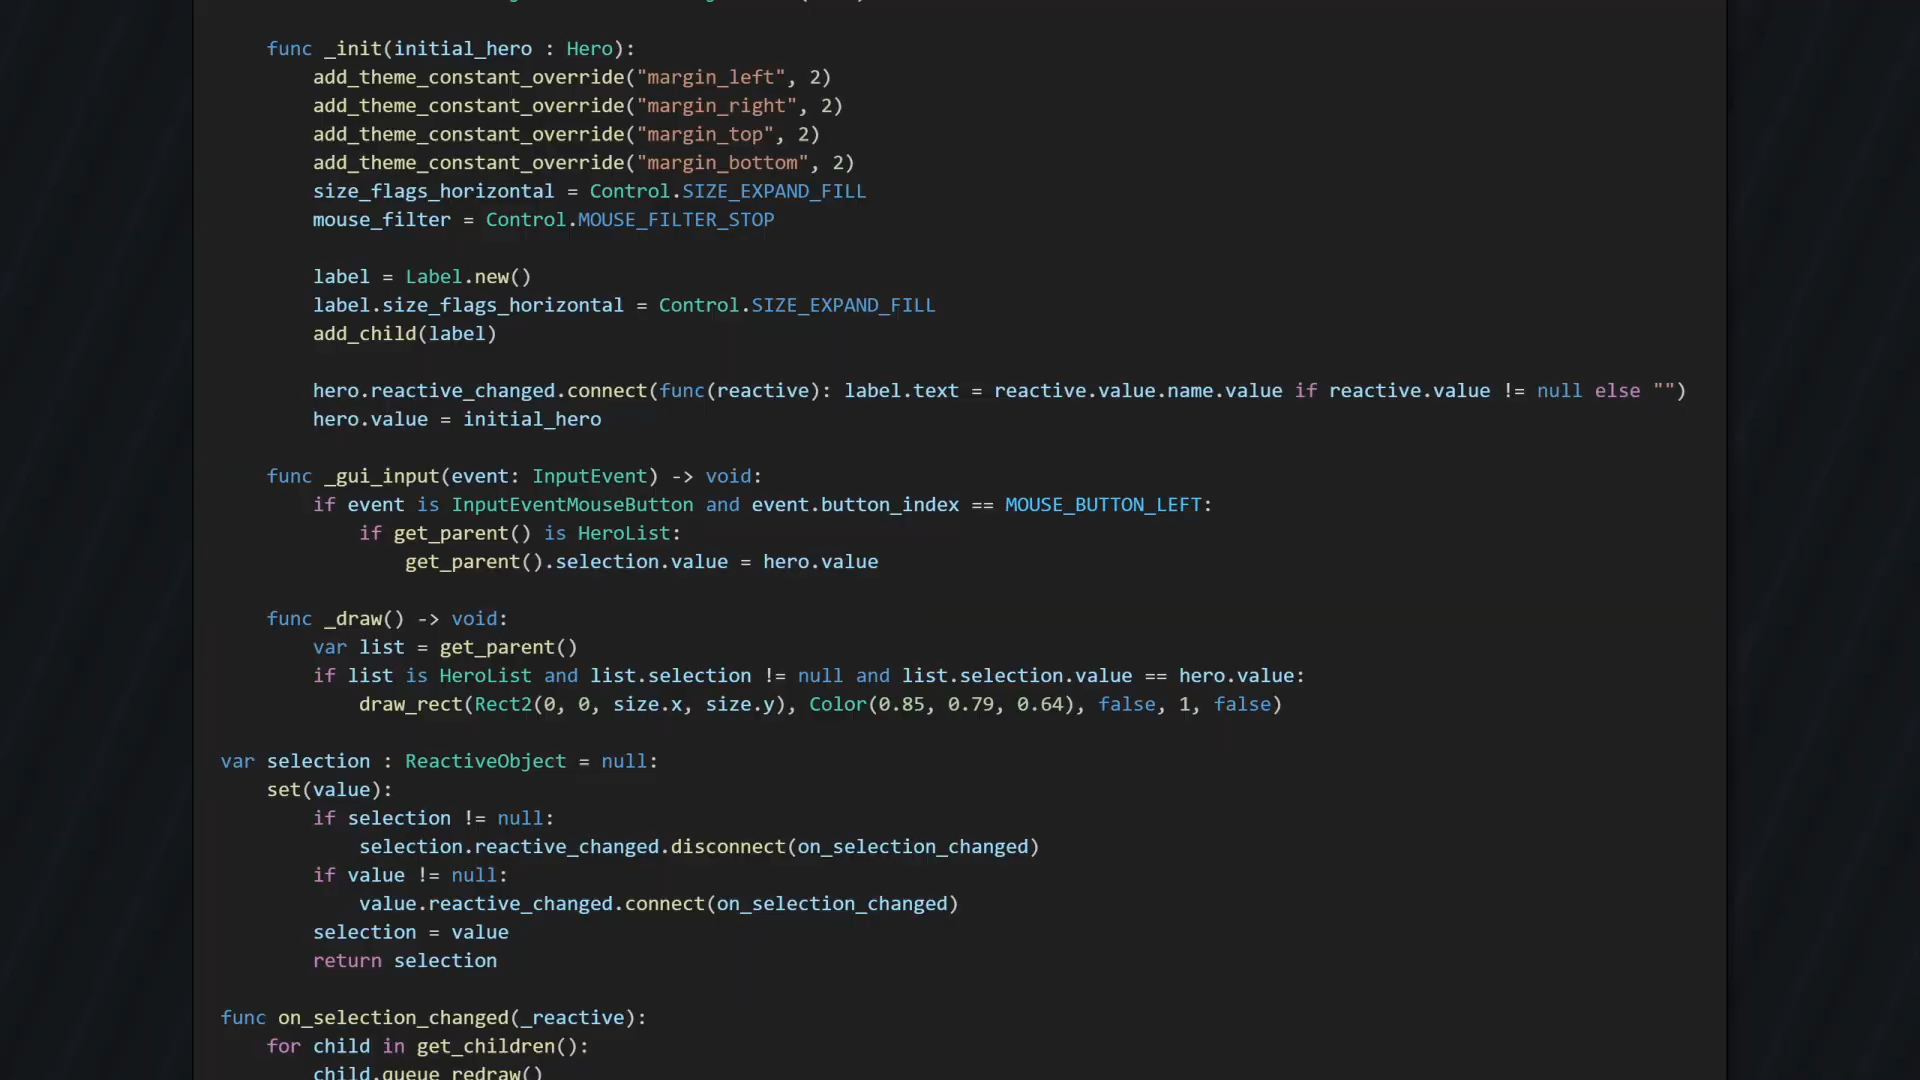 func _init(initial_hero : Hero):
add_theme_constant_override("margin_left", 2)
add_theme_constant_override("margin_right", 2)
add_theme_constant_override("margin_top", 2)
add_theme_constant_override("margin_bottom", 2)
size_flags_horizontal = Control.SIZE_EXPAND_FILL
mouse_filter = Control.MOUSE_FILTER_STOP
label = Label.new()
label.size_flags_horizontal = Control.SIZE_EXPAND_FILL
add_child(label)
hero.reactive_changed.connect(func(reactive): label.text = reactive.value.name.value if reactive.value != null else "")
hero.value = initial_hero
func _gui_input(event: InputEvent) -> void:
if event is InputEventMouseButton and event.button_index == MOUSE_BUTTON_LEFT:
if get_parent() is HeroList:
get_parent().selection.value = hero.value
func _draw() -> void:
var list = get_parent()
if list is HeroList and list.selection != null and list.selection.value == hero.value:
draw_rect(Rect2(0, 0, size.x, size.y), Color(0.85, 0.79, 0.64), false, 1, false)
var selection : ReactiveObject = null:
set(value):
if selection != null:
selection.reactive_changed.disconnect(on_selection_changed)
if value != null:
value.reactive_changed.connect(on_selection_changed)
selection = value
return selection
func on_selection_changed(_reactive):
for child in get_children():
child.queue_redraw()